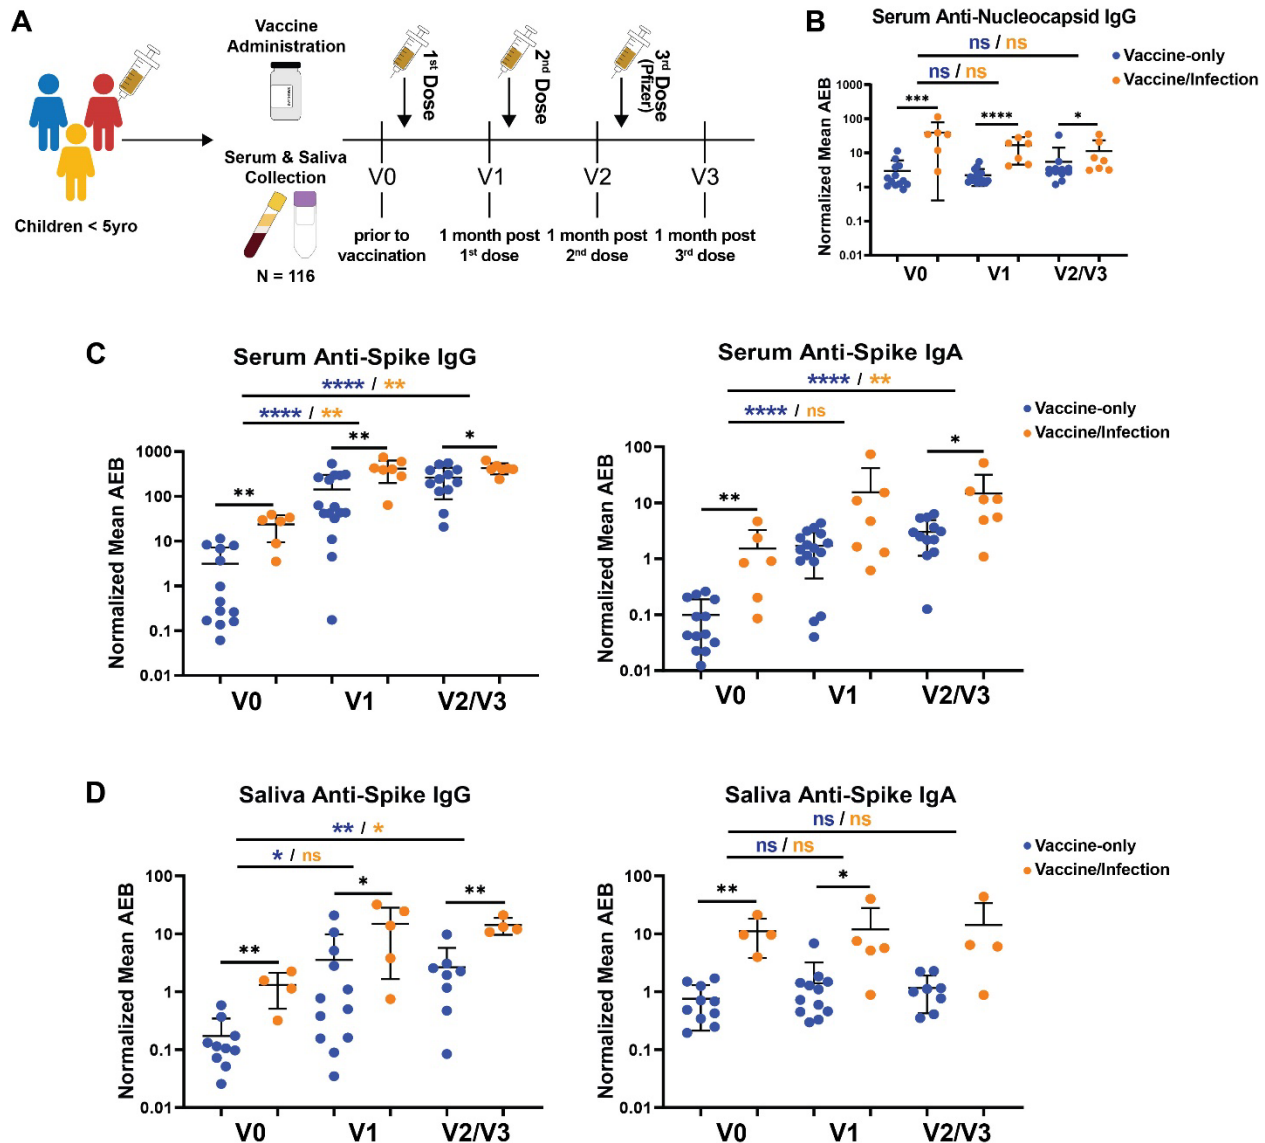 A
Vaccine
Administration
1st Dose
2nd Dose
3rd Dose
(Pfizer)
Serum & Saliva
Collection
Children < 5yro
N = 116
V0
V1
V2
V3
prior to
vaccination
1 month post
1st dose
1 month post
2nd dose
1 month post
3rd dose
B
Serum Anti-Nucleocapsid IgG
ns / ns
ns / ns
Vaccine-only
Vaccine/Infection
***
****
*
Normalized Mean AEB
1000
100
10
1
0.1
0.01
V0
V1
V2/V3
C
Serum Anti-Spike IgG
**** / **
**** / **
**
**
*
Normalized Mean AEB
1000
100
10
1
0.1
0.01
V0
V1
V2/V3
Serum Anti-Spike IgA
**** / **
**** / ns
**
*
Vaccine-only
Vaccine/Infection
Normalized Mean AEB
100
10
1
0.1
0.01
V0
V1
V2/V3
D
Saliva Anti-Spike IgG
** / *
* / ns
**
*
**
Normalized Mean AEB
100
10
1
0.1
0.01
V0
V1
V2/V3
Saliva Anti-Spike IgA
ns / ns
ns / ns
**
*
Vaccine-only
Vaccine/Infection
Normalized Mean AEB
100
10
1
0.1
0.01
V0
V1
V2/V3